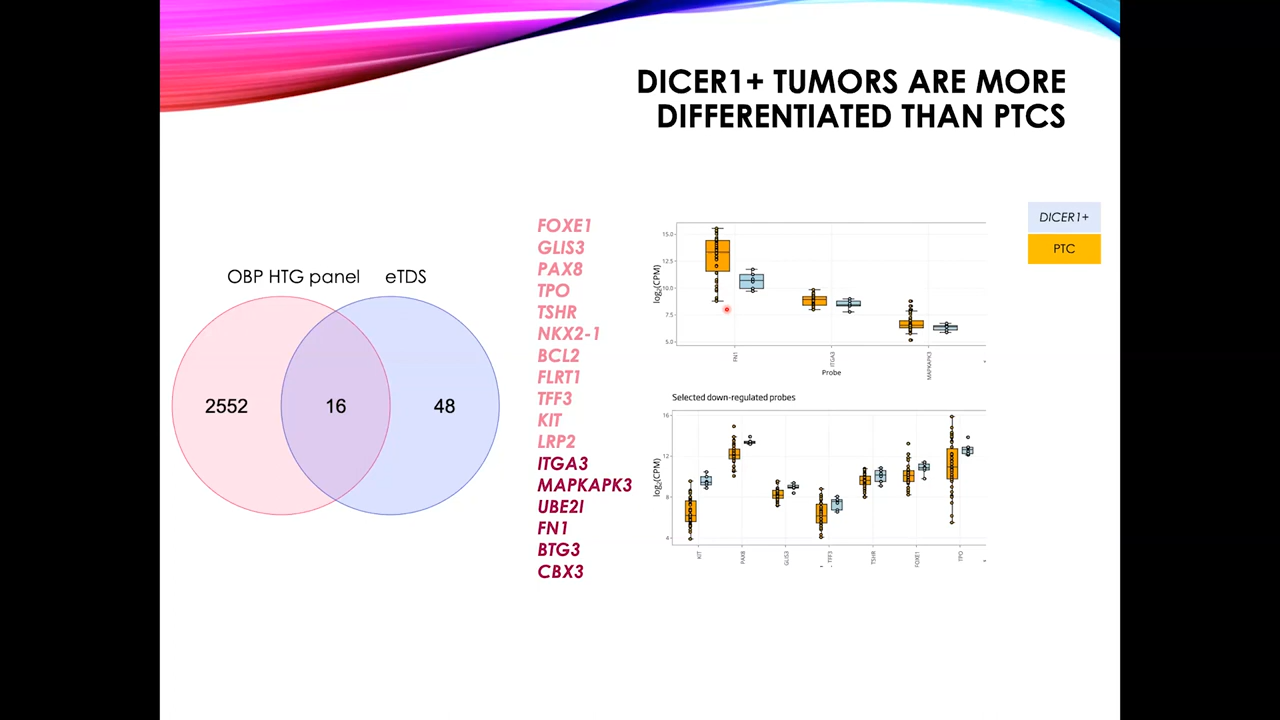 DICER1+ TUMORS ARE MORE
DIFFERENTIATED THAN PTCS
OBP HTG panel
eTDS
2552
16
48
FOXE1
GLIS3
PAX8
TPO
TSHR
NKX2-1
BCL2
FLRT1
TFF3
KIT
LRP2
ITGA3
MAPKAPK3
UBE2I
FN1
BTG3
CBX3
log2(CPM)
15.0
12.5
10.0
7.5
5.0
FN1
ITGA3
MAPKAPK3
Probe
DICER1+
PTC
Selected down-regulated probes
log2(CPM)
16
12
8
4
KIT
PAX8
GLIS3
TFF3
TSHR
FOXE1
TPO